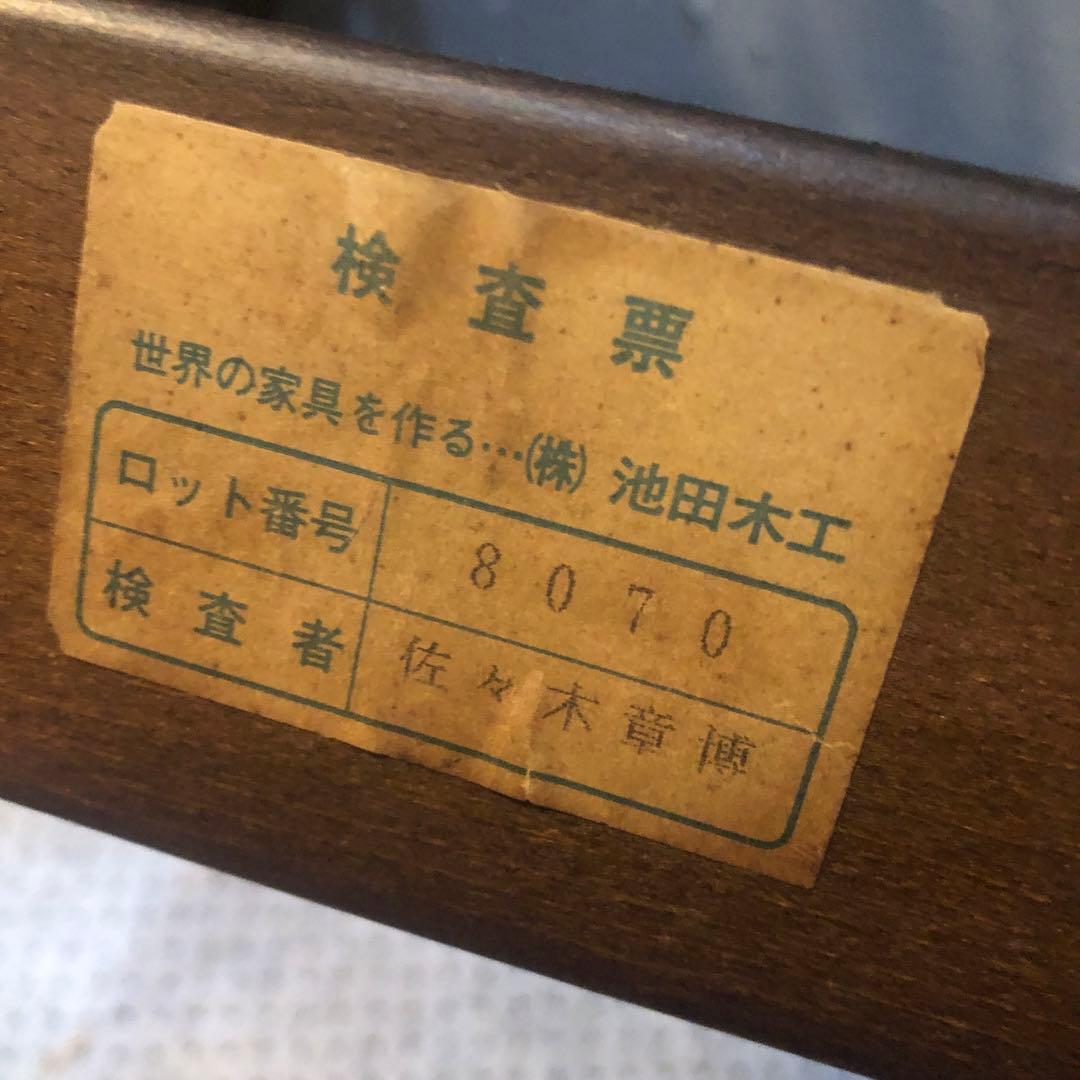 検査票
世界の家具を作る…㈱ 池田木工
ロット番号 8070
検査者 佐々木章博